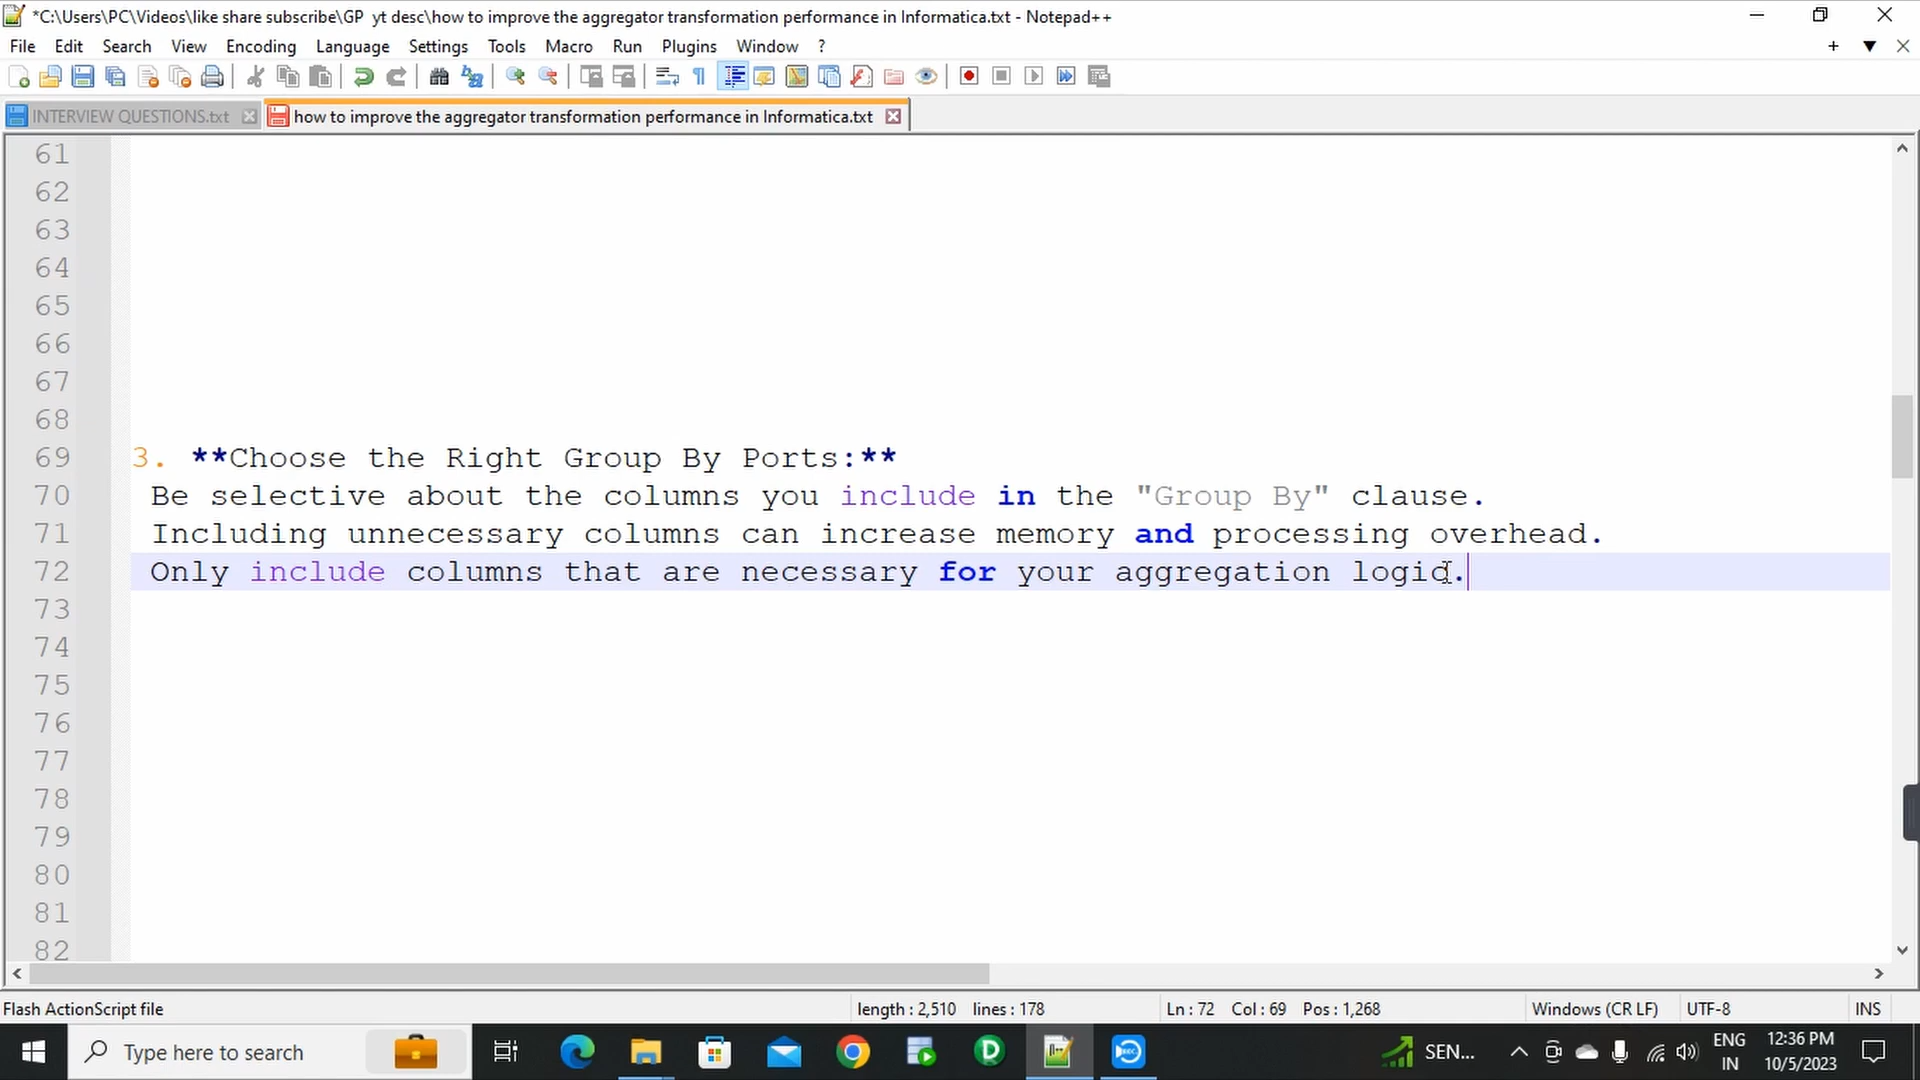 *C:\Users\PC\Videos\like share subscribe\GP  yt desc\how to improve the aggregator transformation performance in Informatica.txt - Notepad++
File Edit Search View Encoding Language Settings Tools Macro Run Plugins Window ?
INTERVIEW QUESTIONS.txt how to improve the aggregator transformation performance in Informatica.txt
61
62
63
64
65
66
67
68
69 3. **Choose the Right Group By Ports:**
70 Be selective about the columns you include in the "Group By" clause.
71 Including unnecessary columns can increase memory and processing overhead.
72 Only include columns that are necessary for your aggregation logic.
73
74
75
76
77
78
79
80
81
82
Flash ActionScript file length : 2,510 lines : 178 Ln : 72 Col : 69 Pos : 1,268 Windows (CR LF) UTF-8 INS
Type here to search REC SEN... ENG IN 12:36 PM 10/5/2023